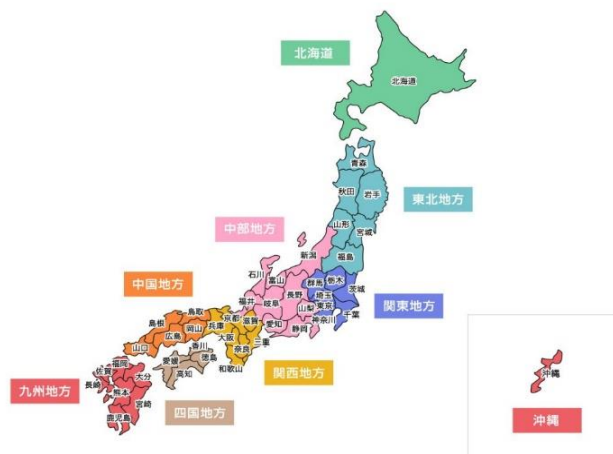 北海道
北海道
青森
秋田
岩手
東北地方
山形
宮城
中部地方
新潟
福島
石川
富山
群馬
栃木
中国地方
福井
岐阜
長野
埼玉
茨城
関東地方
山梨
東京
千葉
鳥取
京都
滋賀
愛知
静岡
神奈川
島根
岡山
兵庫
広島
大阪
三重
山口
香川
奈良
愛媛
徳島
和歌山
関西地方
高知
福岡
佐賀
大分
長崎
九州地方
熊本
宮崎
四国地方
鹿児島
沖縄
沖縄